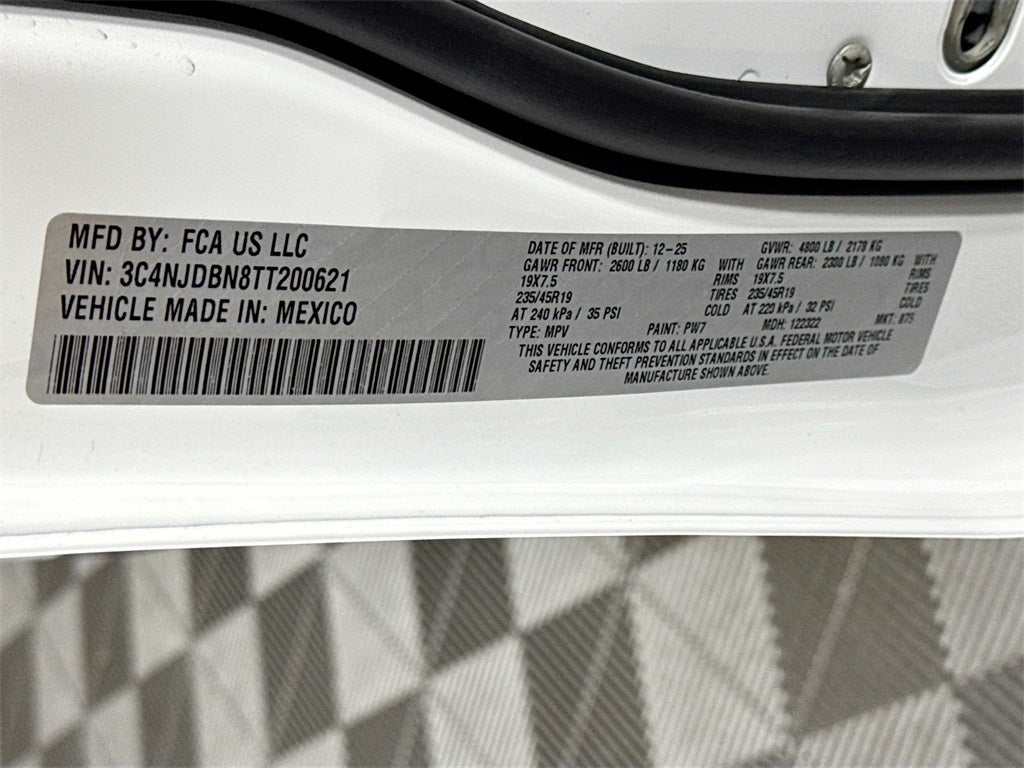 MFD BY: FCA US LLC
VIN: 3C4NJDBN8TT200621
VEHICLE MADE IN: MEXICO
DATE OF MFR (BUILT): 12-25 GVWR: 4800 LB / 2178 KG
GAWR FRONT: 2600 LB / 1180 KG WITH GAWR REAR: 2300 LB / 1080 KG WITH
19X7.5 RIMS 19X7.5 RIMS
235/45R19 TIRES 235/45R19 TIRES
AT 240 kPa / 35 PSI COLD AT 220 kPa / 32 PSI COLD
TYPE: MPV PAINT: PW7 MDH: 122322 MKT: 875
THIS VEHICLE CONFORMS TO ALL APPLICABLE U.S.A. FEDERAL MOTOR VEHICLE
SAFETY AND THEFT PREVENTION STANDARDS IN EFFECT ON THE DATE OF
MANUFACTURE SHOWN ABOVE.